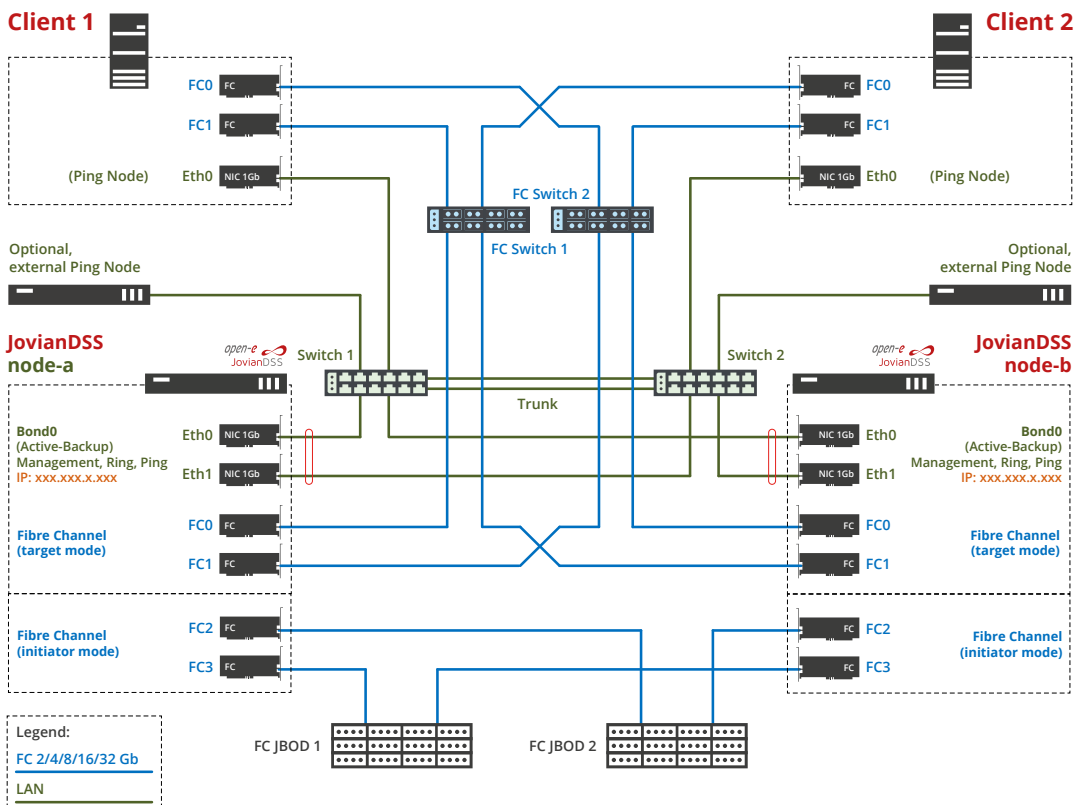 Client 1
Client 2
FC0
FC
FC
FC0
FC1
FC
FC
FC1
(Ping Node)
Eth0
NIC 1Gb
NIC 1Gb
Eth0
(Ping Node)
FC Switch 2
FC Switch 1
Optional,
external Ping Node
Optional,
external Ping Node
JovianDSS
node-a
open-e
JovianDSS
Switch 1
Switch 2
open-e
JovianDSS
JovianDSS
node-b
Trunk
Bond0
(Active-Backup)
Management, Ring, Ping
IP: xxx.xxx.x.xxx
Eth0
NIC 1Gb
Eth1
NIC 1Gb
NIC 1Gb
Eth0
NIC 1Gb
Eth1
Bond0
(Active-Backup)
Management, Ring, Ping
IP: xxx.xxx.x.xxx
Fibre Channel
(target mode)
FC0
FC
FC1
FC
FC
FC0
FC
FC1
Fibre Channel
(target mode)
Fibre Channel
(initiator mode)
FC2
FC
FC3
FC
FC
FC2
FC
FC3
Fibre Channel
(initiator mode)
FC JBOD 1
FC JBOD 2
Legend:
FC 2/4/8/16/32 Gb
LAN